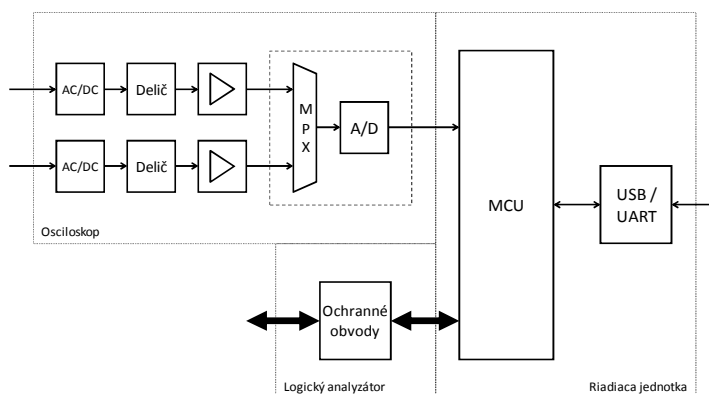 AC/DC
Delič
AC/DC
Delič
M
P
X
A/D
Osciloskop
MCU
USB /
UART
Ochranné
obvody
Logický analyzátor
Riadiaca jednotka